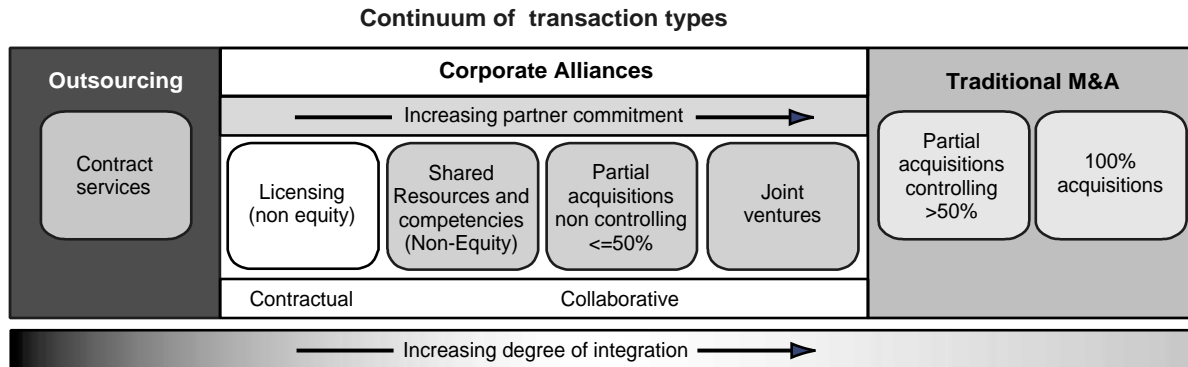 Continuum of transaction types
Outsourcing
Corporate Alliances
Traditional M&A
Increasing partner commitment
Contract
services
Licensing
(non equity)
Shared
Resources and
competencies
(Non-Equity)
Partial
acquisitions
non controlling
<=50%
Joint
ventures
Partial
acquisitions
controlling
>50%
100%
acquisitions
Contractual
Collaborative
Increasing degree of integration